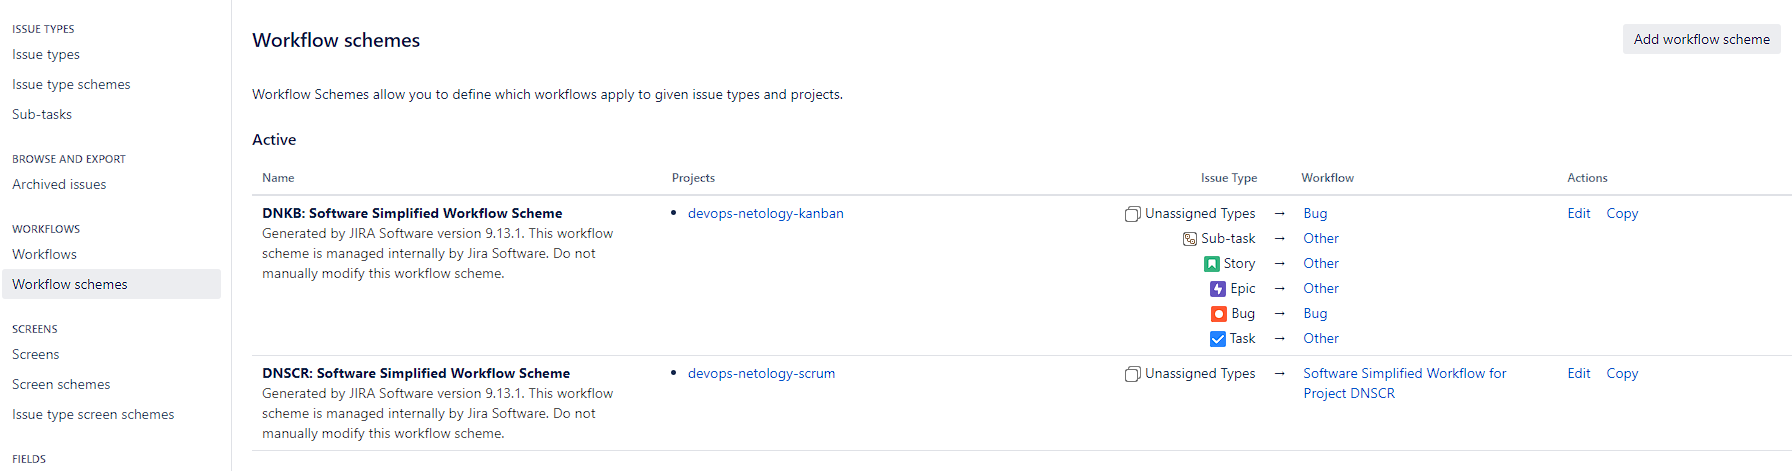 ISSUE TYPES
Issue types
Issue type schemes
Sub-tasks
BROWSE AND EXPORT
Archived issues
WORKFLOWS
Workflows
Workflow schemes
SCREENS
Screens
Screen schemes
Issue type screen schemes
FIELDS
Workflow schemes
Add workflow scheme
Workflow Schemes allow you to define which workflows apply to given issue types and projects.
Active
Name Projects Issue Type Workflow Actions
DNKB: Software Simplified Workflow Scheme
Generated by JIRA Software version 9.13.1. This workflow
scheme is managed internally by Jira Software. Do not
manually modify this workflow scheme.
• devops-netology-kanban
Unassigned Types → Bug
Sub-task → Other
Story → Other
Epic → Other
Bug → Bug
Task → Other
Edit Copy
DNSCR: Software Simplified Workflow Scheme
Generated by JIRA Software version 9.13.1. This workflow
scheme is managed internally by Jira Software. Do not
manually modify this workflow scheme.
• devops-netology-scrum
Unassigned Types → Software Simplified Workflow for
Project DNSCR
Edit Copy